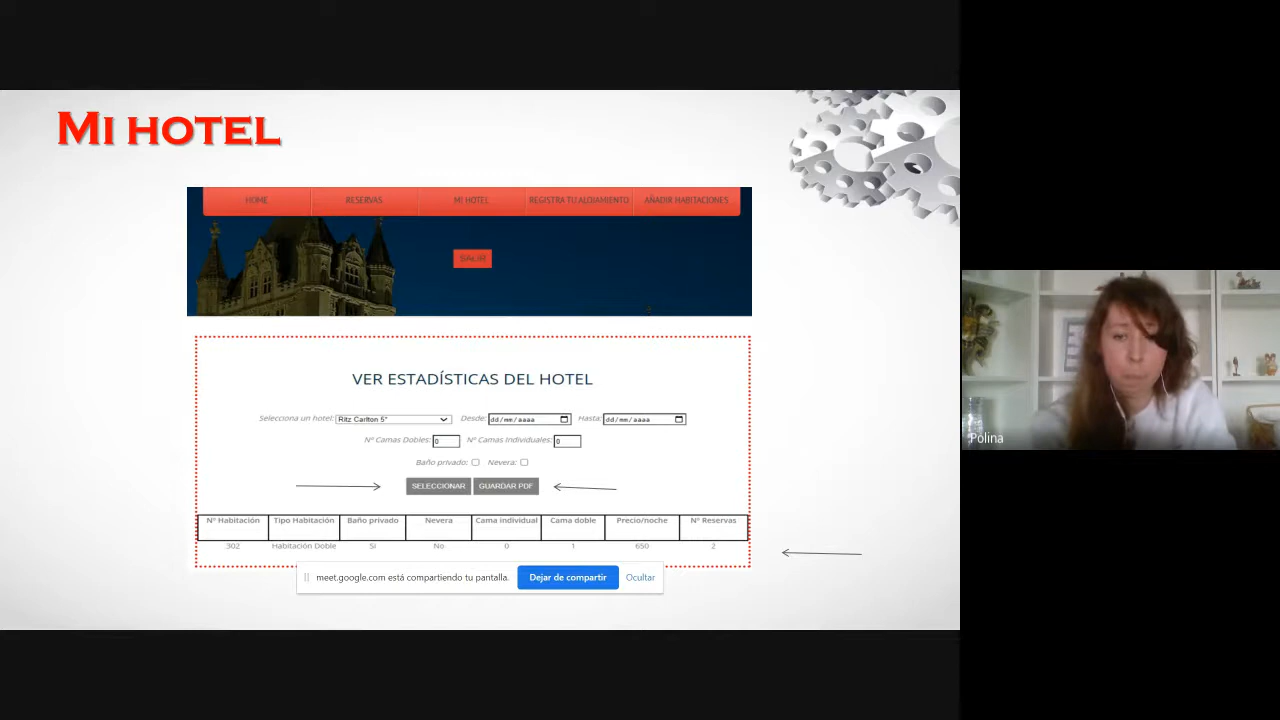 MI HOTEL
HOME RESERVAS MI HOTEL REGISTRA TU ALOJAMIENTO AÑADIR HABITACIONES
SALIR
VER ESTADÍSTICAS DEL HOTEL
Selecciona un hotel: Ritz Carlton 5* Desde: dd/mm/aaaa Hasta: dd/mm/aaaa
Nº Camas Dobles: 0 Nº Camas Individuales: 0
Baño privado: Nevera:
SELECCIONAR GUARDAR PDF
Nº Habitación Tipo Habitación Baño privado Nevera Cama individual Cama doble Precio/noche Nº Reservas
302 Habitación Doble Si No 0 1 650 2
meet.google.com está compartiendo tu pantalla. Dejar de compartir Ocultar
Polina